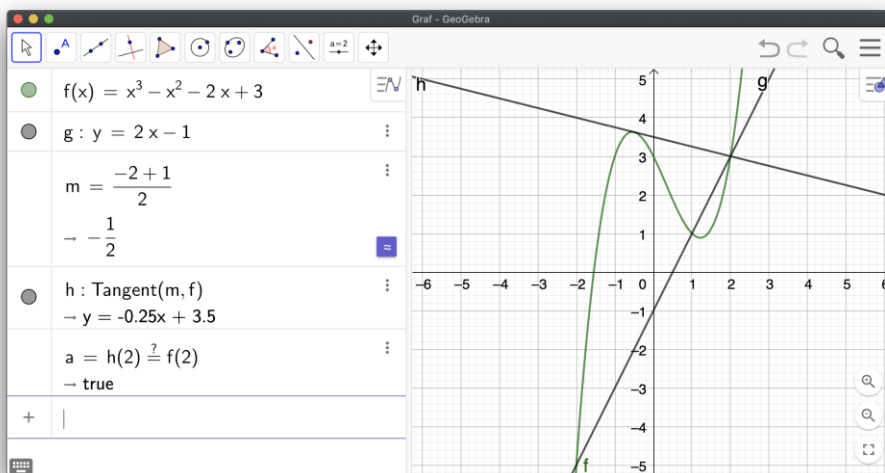 Graf - GeoGebra
A
a=2
f(x) = x³ − x² − 2 x + 3
g : y = 2 x − 1
m = (−2 + 1)/2
→ − 1/2
≈
h : Tangent(m, f)
→ y = -0.25x + 3.5
a = h(2) ≟ f(2)
→ true
+
h
g
f
5
4
3
2
1
−6 −5 −4 −3 −2 −1 0 1 2 3 4 5 6
−1
−2
−3
−4
−5